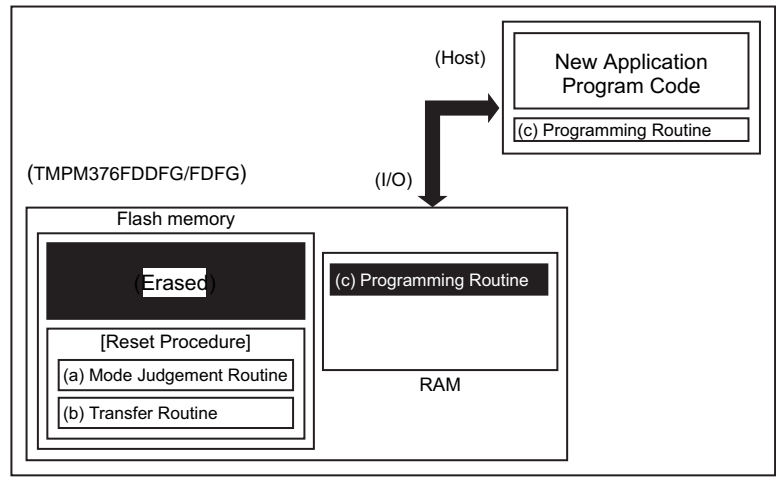 (Host)
New Application
Program Code
(c) Programming Routine
(TMPM376FDDFG/FDFG)
(I/O)
Flash memory
(Erased)
(c) Programming Routine
[Reset Procedure]
(a) Mode Judgement Routine
(b) Transfer Routine
RAM